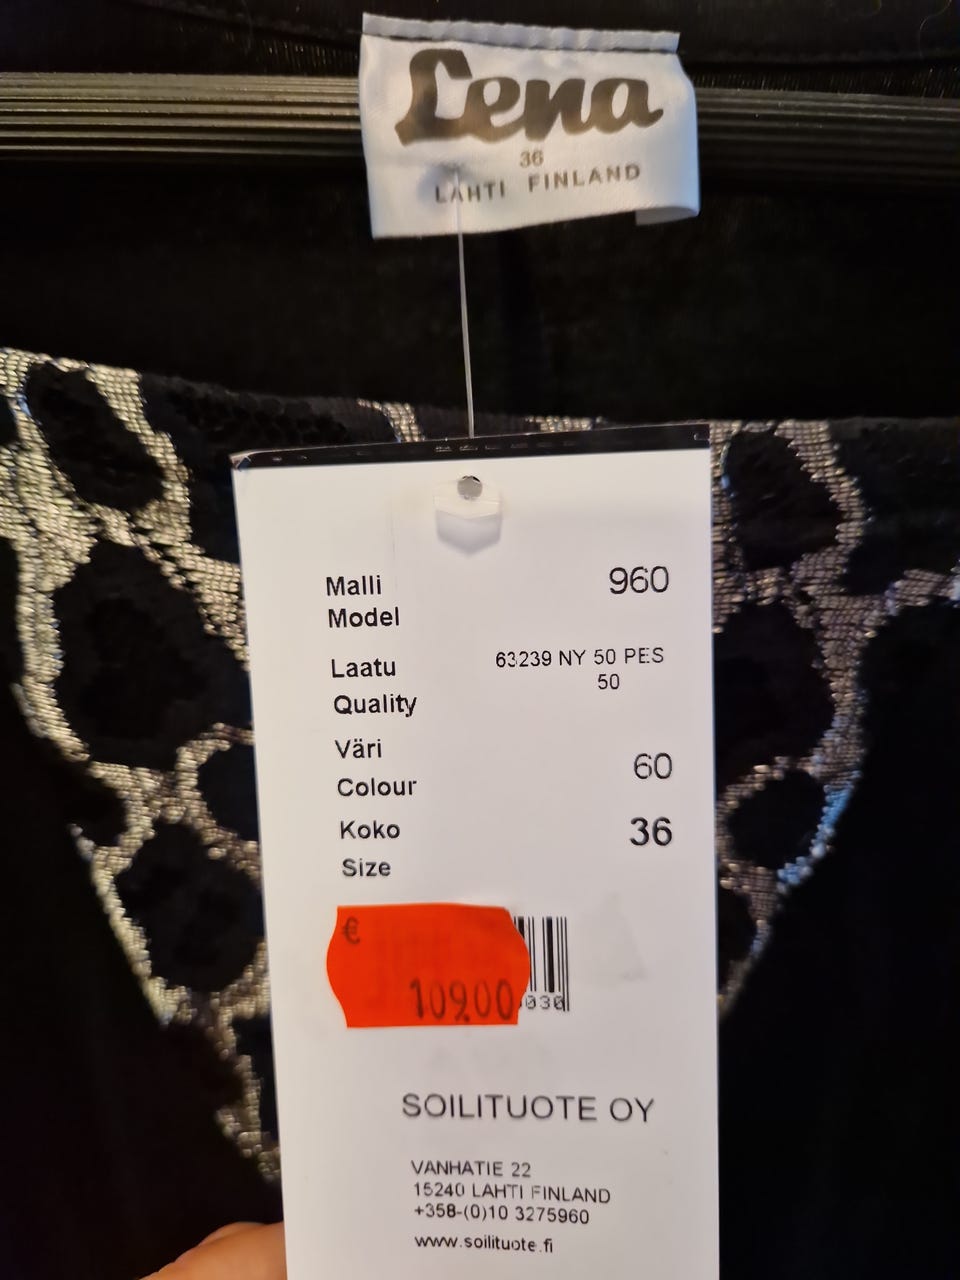 Lena
36
LAHTI FINLAND
Malli 960
Model
Laatu 63239 NY 50 PES
50
Quality
Väri
60
Colour
Koko 36
Size
€
109.00
030
SOILITUOTE OY
VANHATIE 22
15240 LAHTI FINLAND
+358-(0)10 3275960
www.soilituote.fi